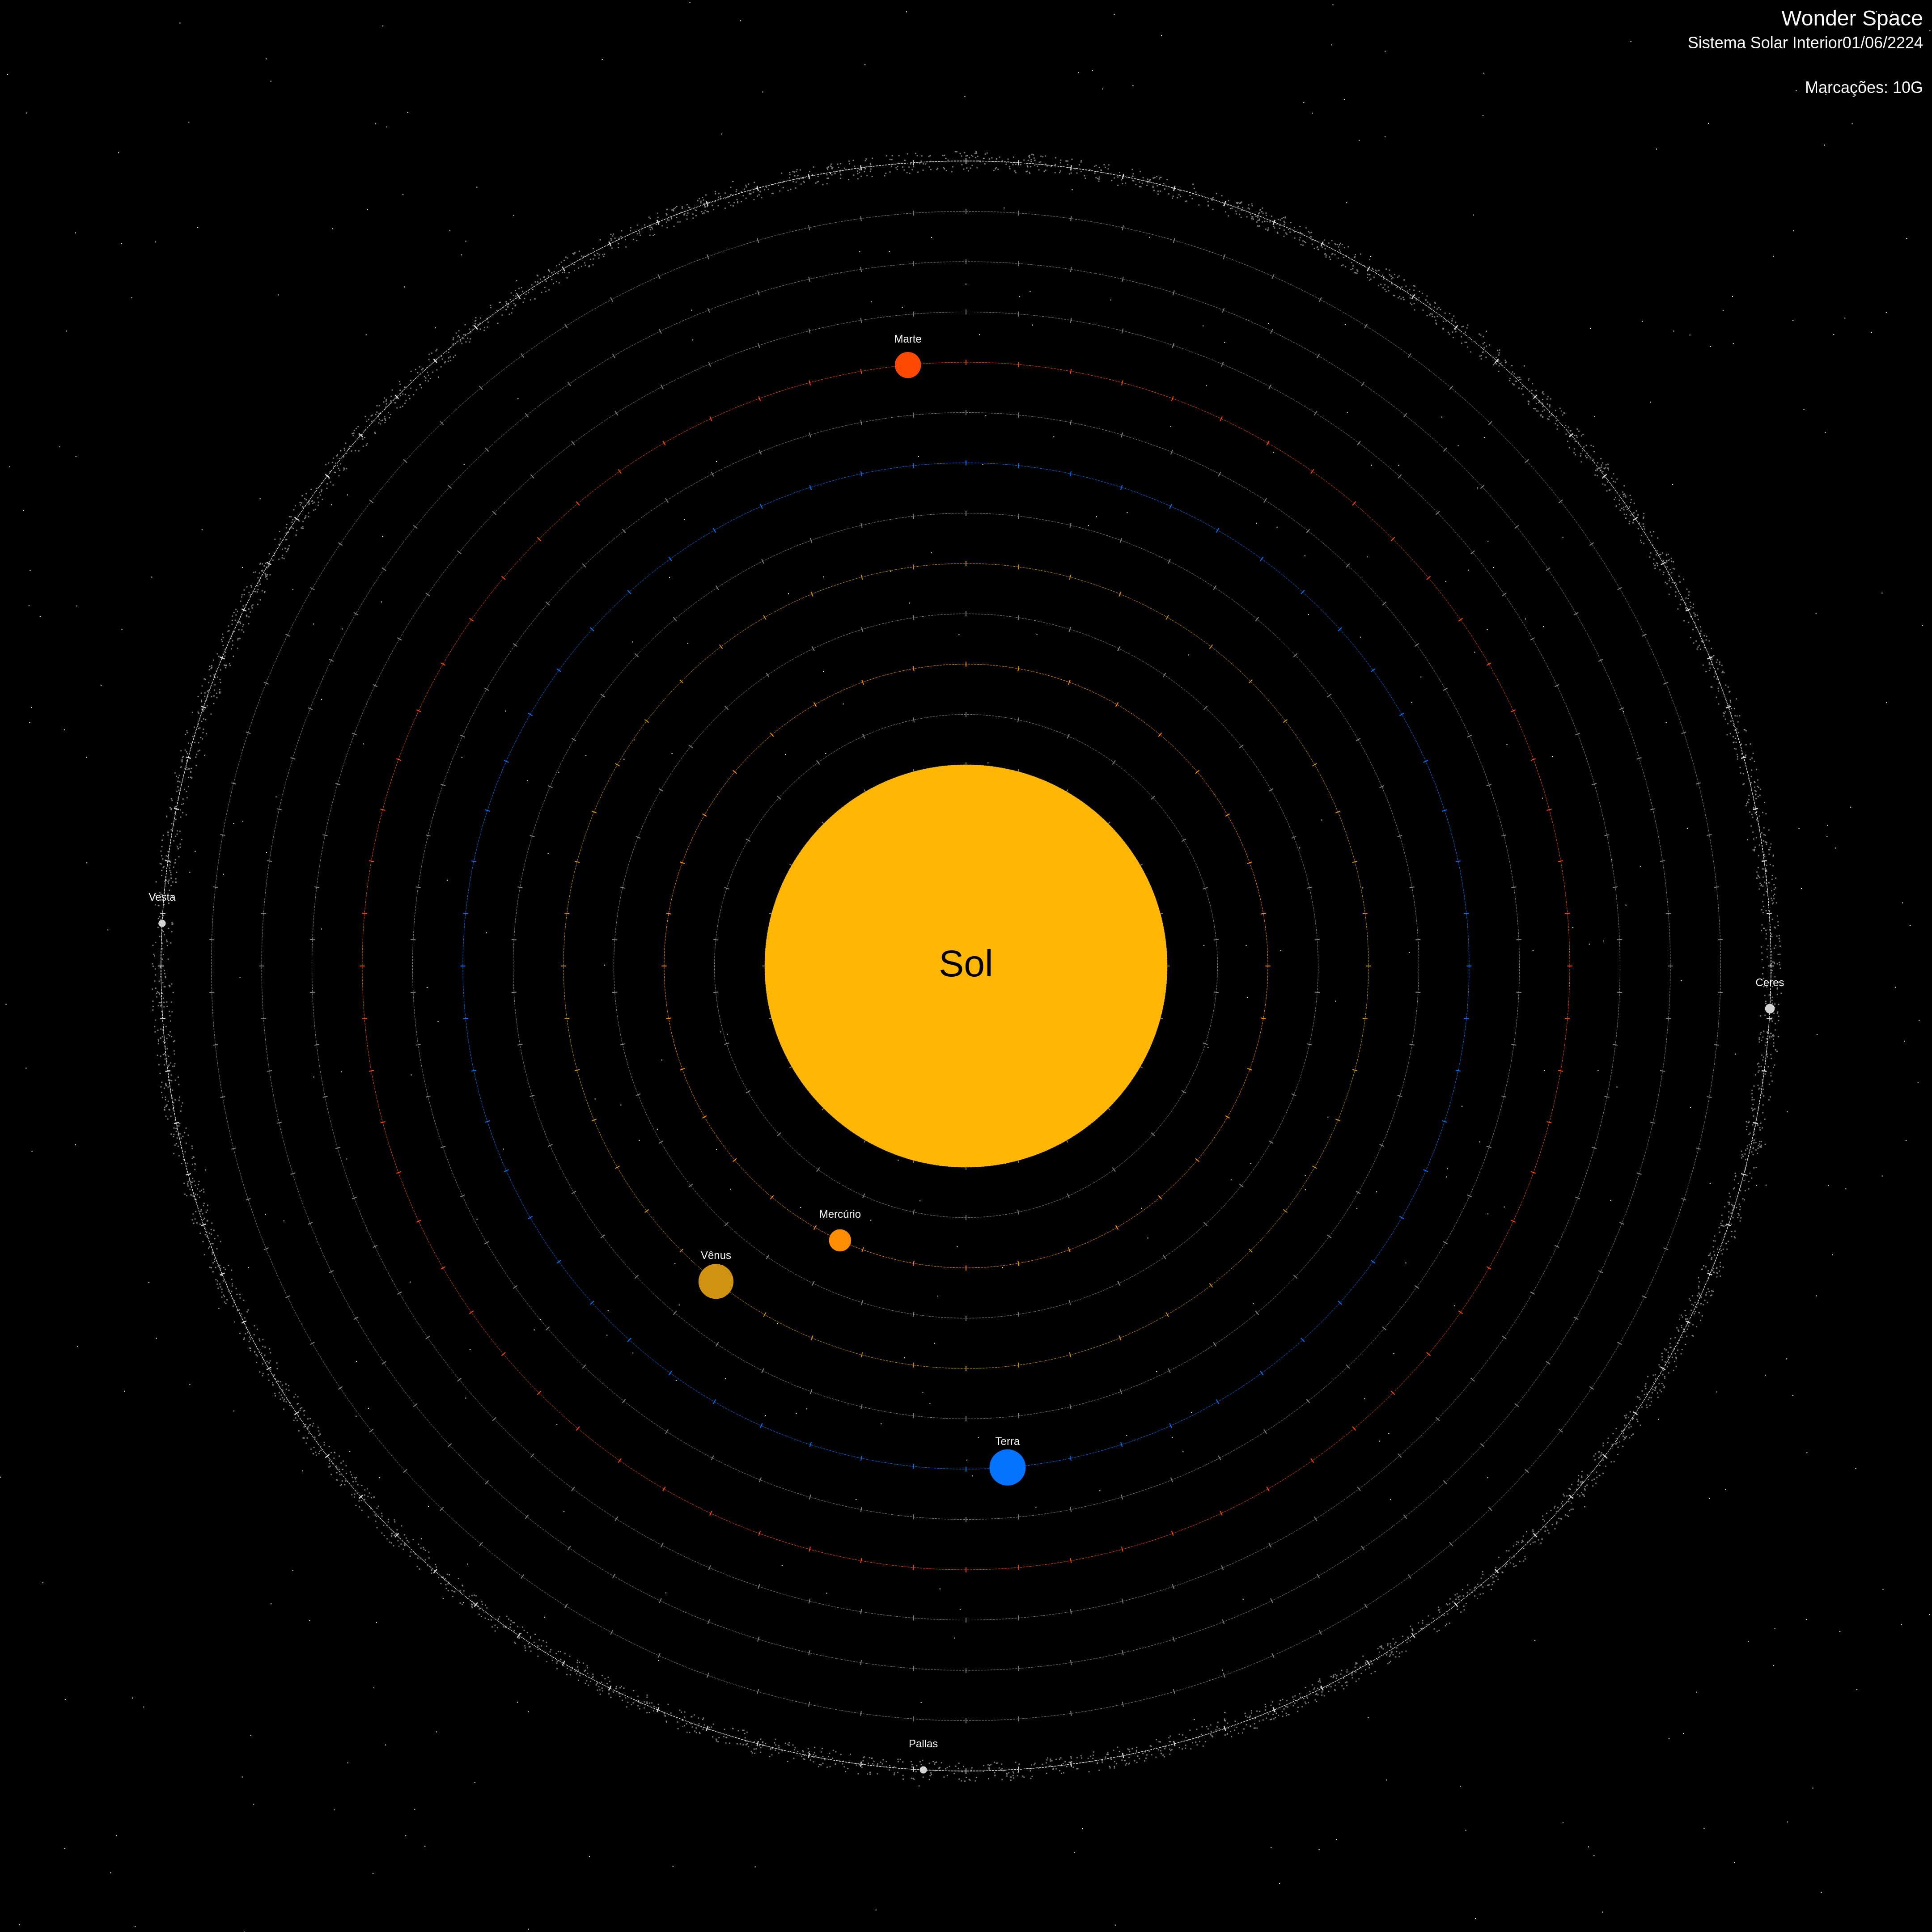 Wonder Space
Sistema Solar Interior01/06/2224
Marcações: 10G
Marte
Vesta
Sol
Ceres
Mercúrio
Vênus
Terra
Pallas